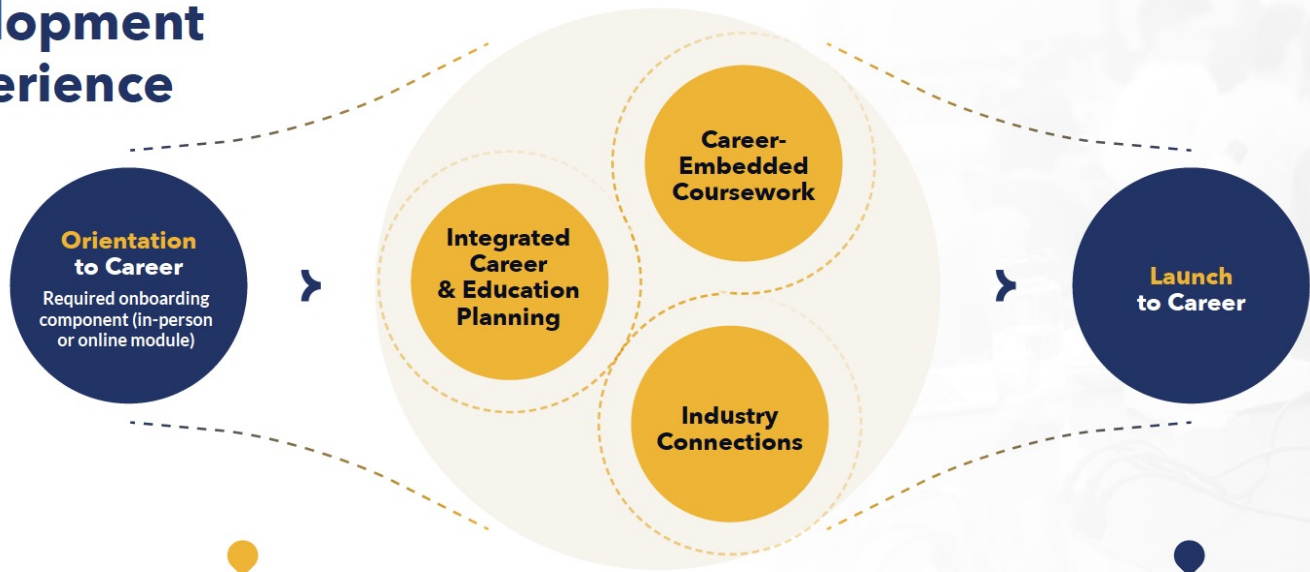 lopment
erience
Orientation
to Career
Required onboarding
component (in-person
or online module)
Integrated
Career
& Education
Planning
Career-
Embedded
Coursework
Industry
Connections
Launch
to Career